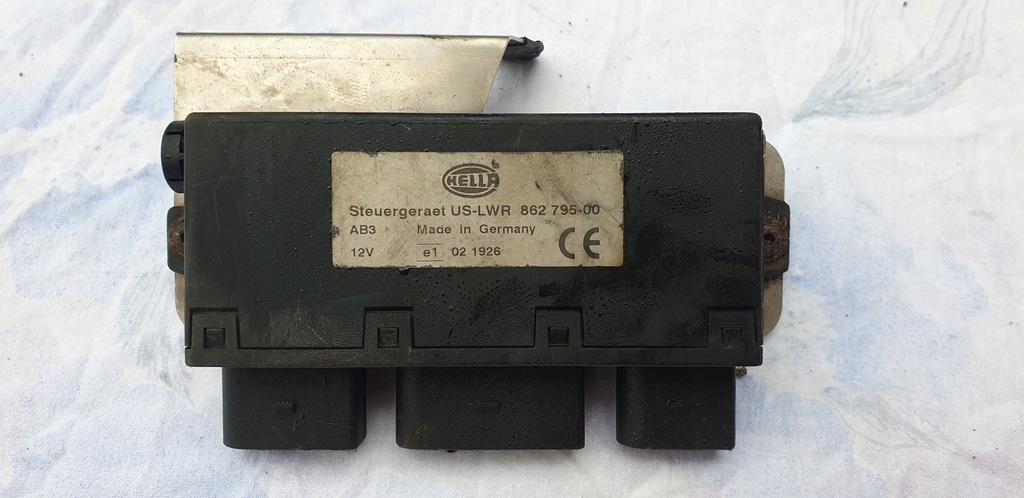 HELLA
Steuergeraet US-LWR 862 795-00
AB3 Made in Germany
12V e1 02 1926 CE